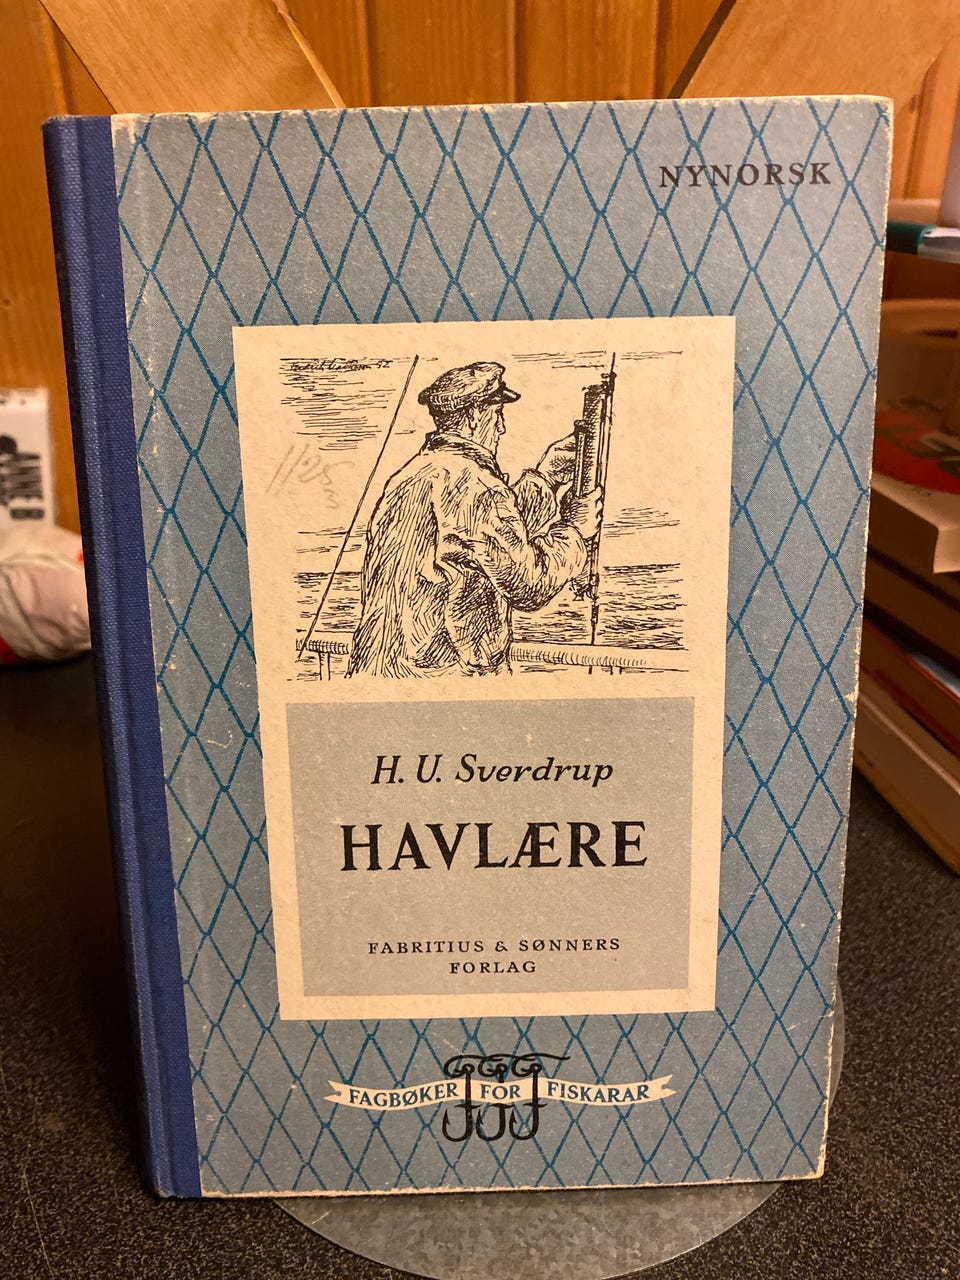 NYNORSK
H. U. Sverdrup
HAVLÆRE
FABRITIUS & SØNNERS
FORLAG
FAGBØKER FOR FISKARAR